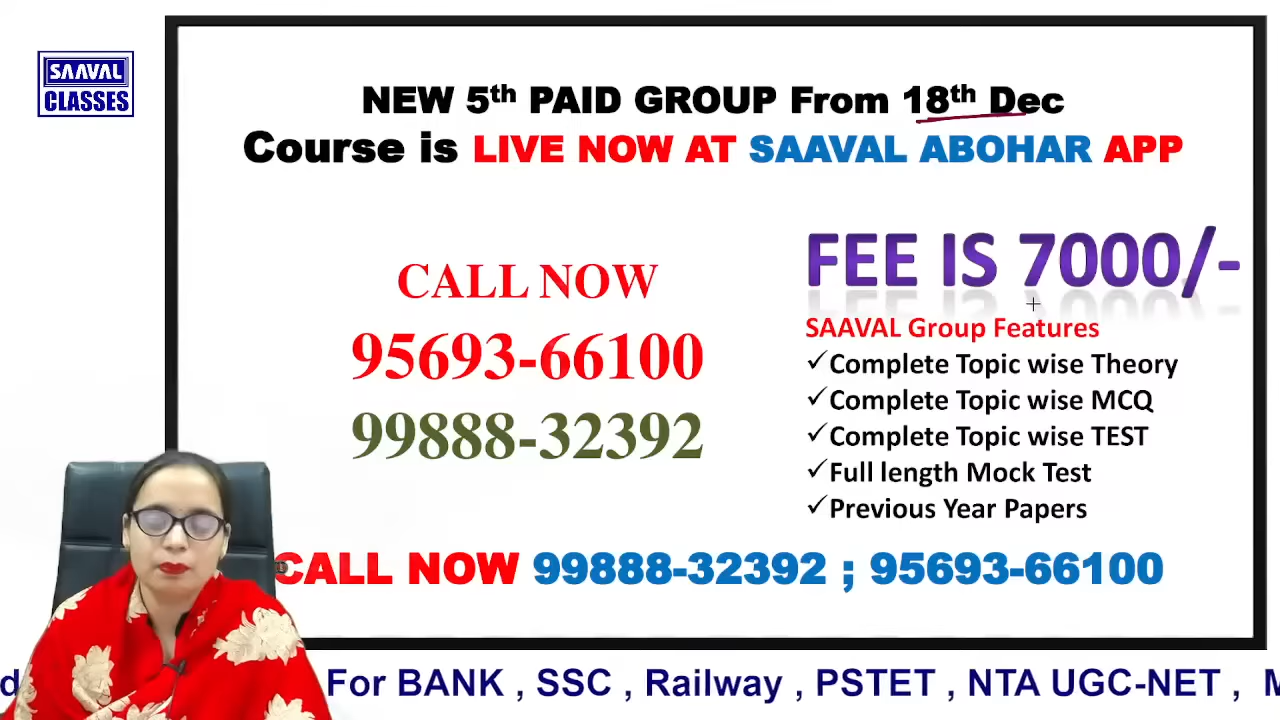 SAAVAL
CLASSES
NEW 5th PAID GROUP From 18th Dec
Course is LIVE NOW AT SAAVAL ABOHAR APP
CALL NOW
95693-66100
99888-32392
FEE IS 7000/-
SAAVAL Group Features
✓Complete Topic wise Theory
✓Complete Topic wise MCQ
✓Complete Topic wise TEST
✓Full length Mock Test
✓Previous Year Papers
CALL NOW 99888-32392 ; 95693-66100
For BANK , SSC , Railway , PSTET , NTA UGC-NET ,